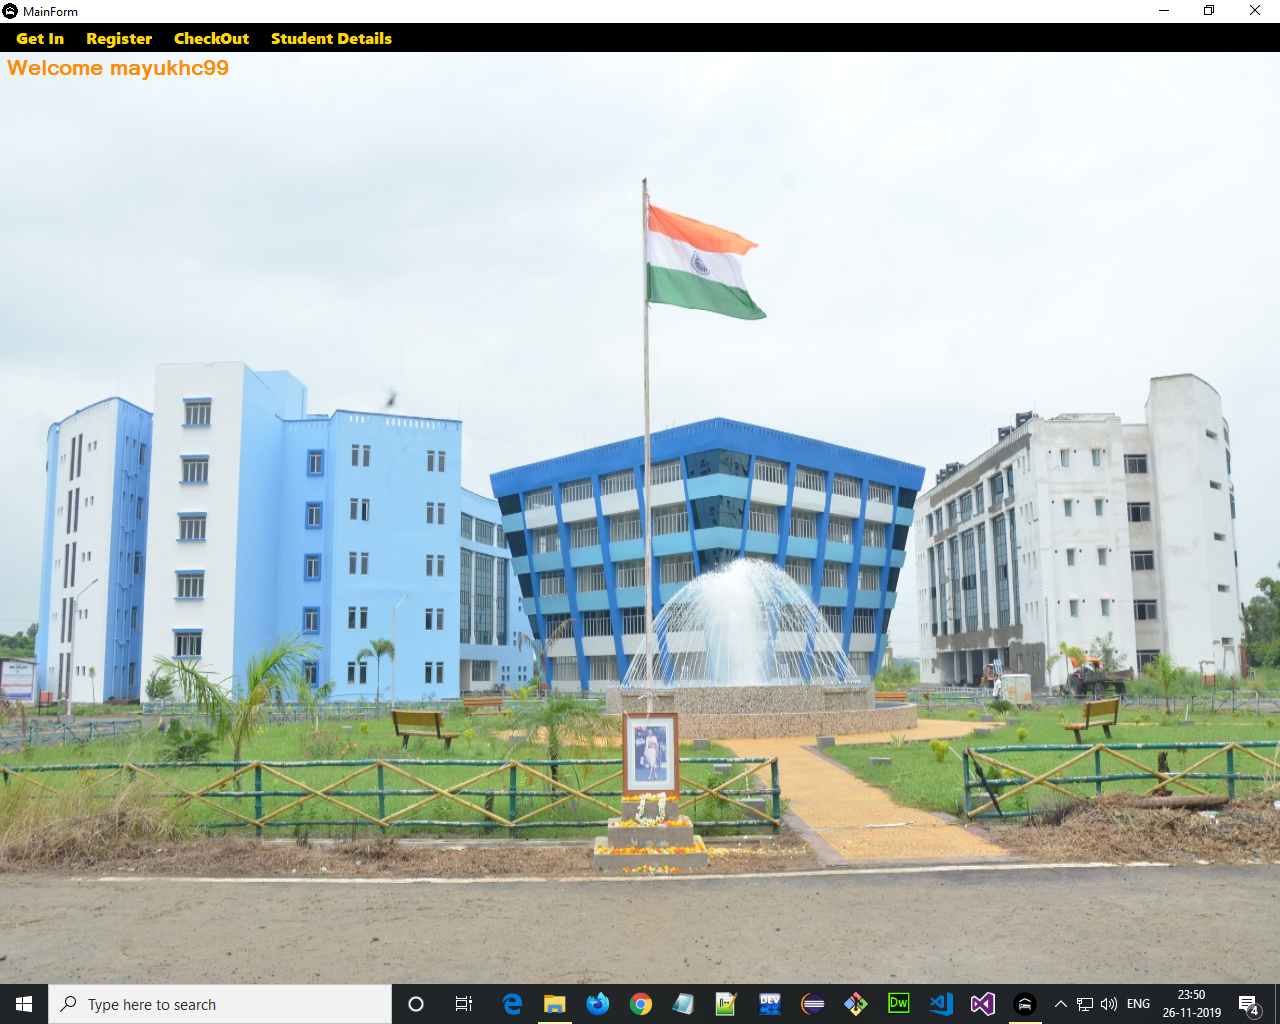 MainForm
Get In Register CheckOut Student Details
Welcome mayukhc99
Type here to search
DEV
C++
Dw
ENG
23:50
26-11-2019
4